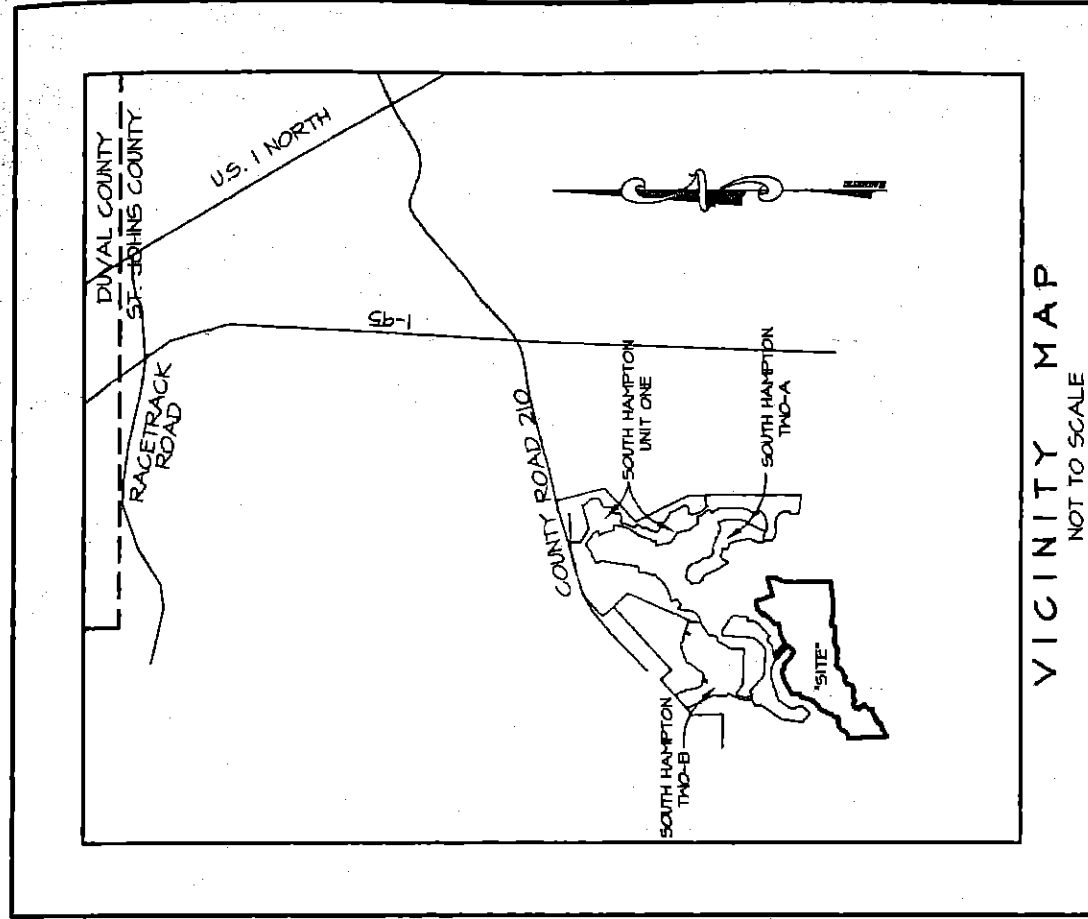 DUVAL COUNTY
ST. JOHNS COUNTY
U.S. 1 NORTH
RACETRACK
ROAD
I-95
COUNTY ROAD 210
SOUTH HAMPTON
UNIT ONE
SOUTH HAMPTON
TWO-A
SOUTH HAMPTON
TWO-B
"SITE"
VICINITY MAP
NOT TO SCALE